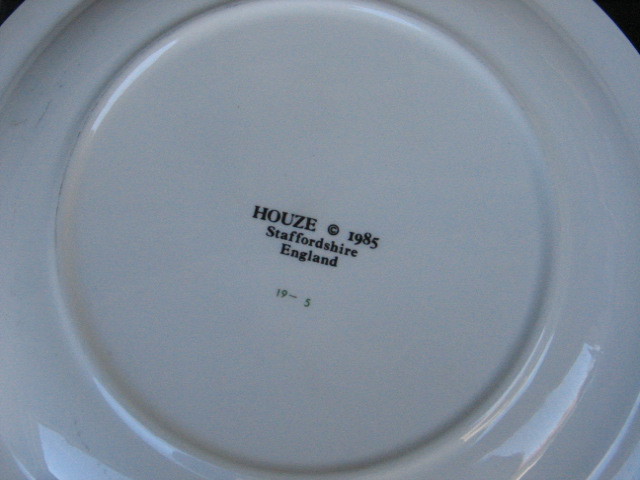 HOUZE © 1985
Staffordshire
England
19- 5